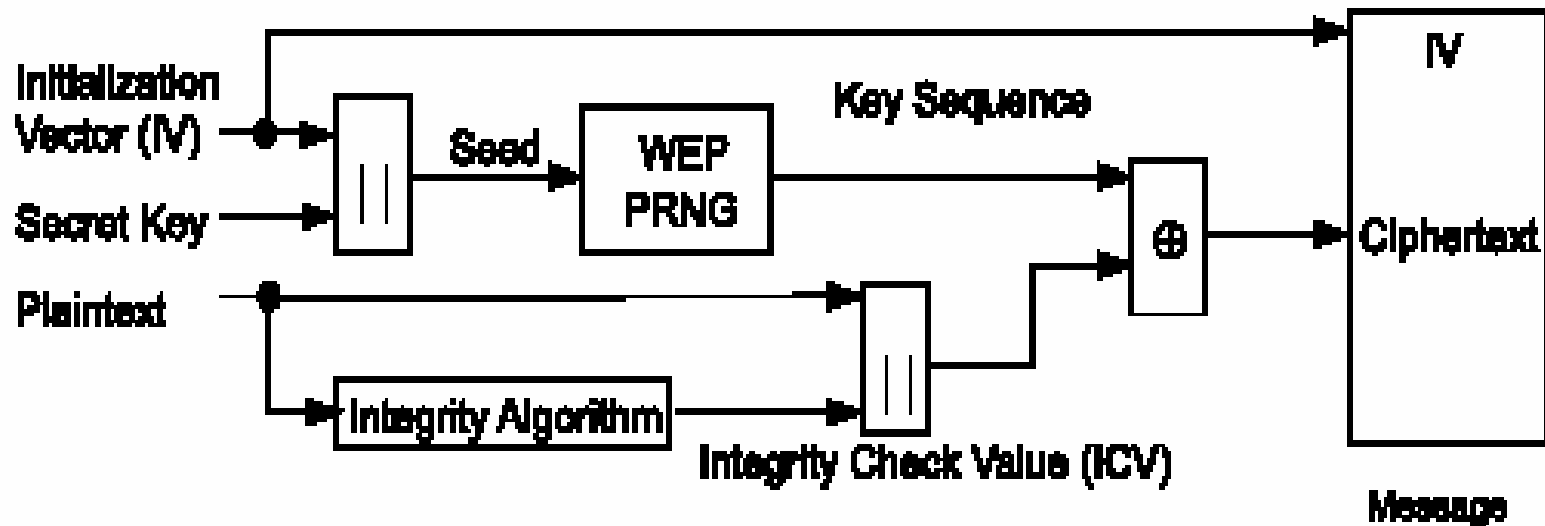 Initialization
Vector (IV)
Secret Key
Plaintext
||
Seed
WEP
PRNG
Key Sequence
Integrity Algorithm
||
Integrity Check Value (ICV)
⊕
IV
Ciphertext
Message